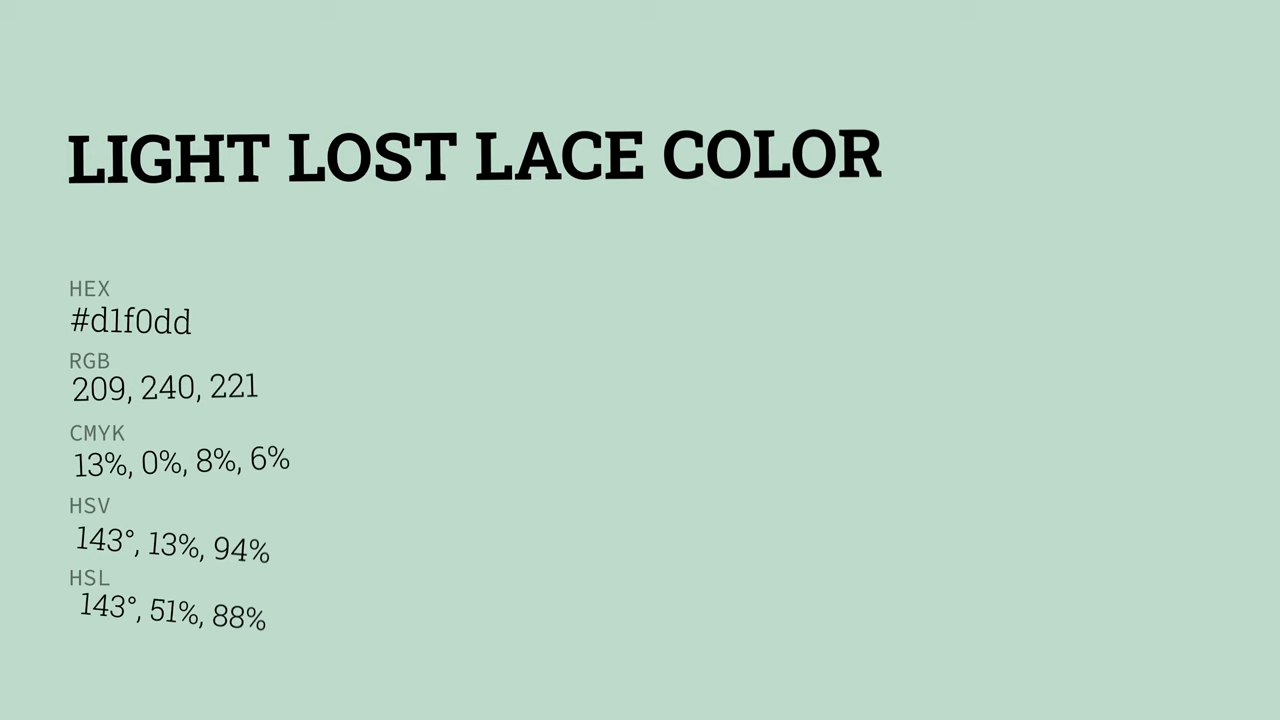 LIGHT LOST LACE COLOR
HEX
#d1f0dd
RGB
209, 240, 221
CMYK
13%, 0%, 8%, 6%
HSV
143°, 13%, 94%
HSL
143°, 51%, 88%